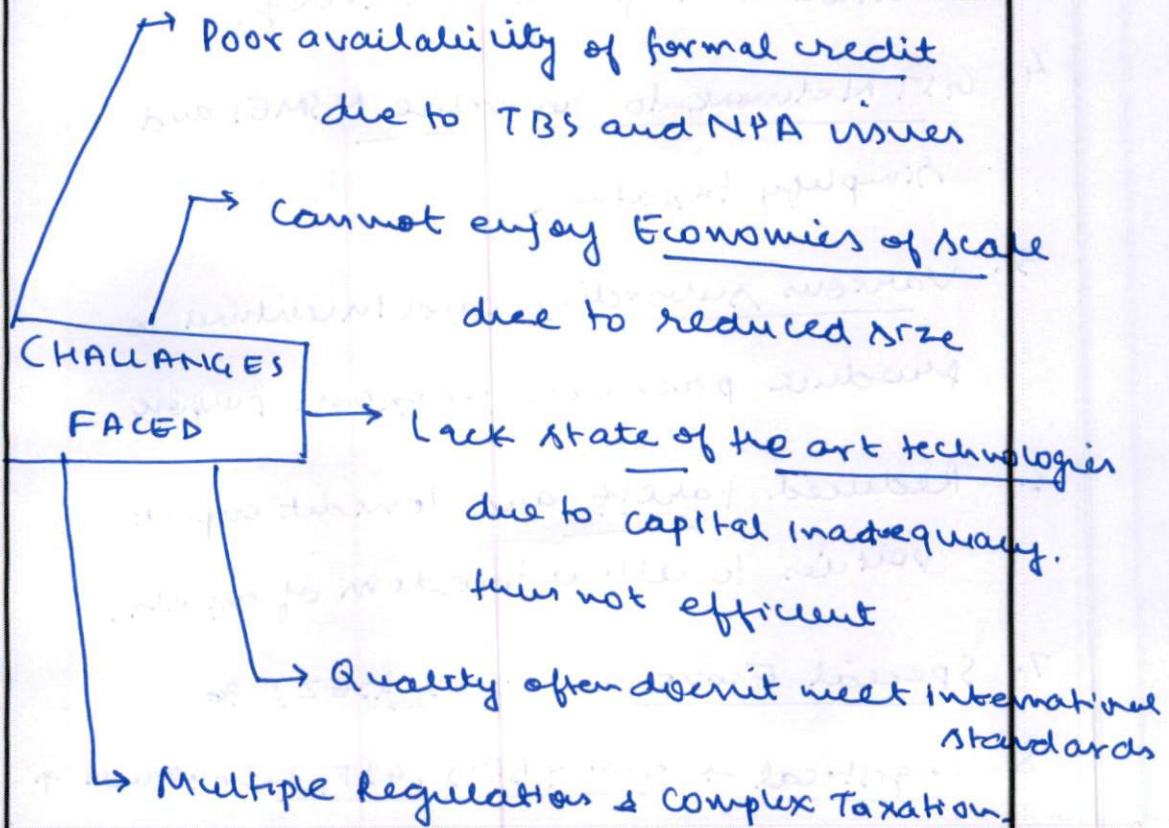 Poor availability of formal credit
due to TBS and NPA issues
Cannot enjoy Economies of scale
due to reduced size
CHALLANGES
FACED
Lack state of the art technologies
due to capital inadequacy.
thus not efficient
Quality often doesn't meet international
standards
Multiple Regulation & Complex Taxation.